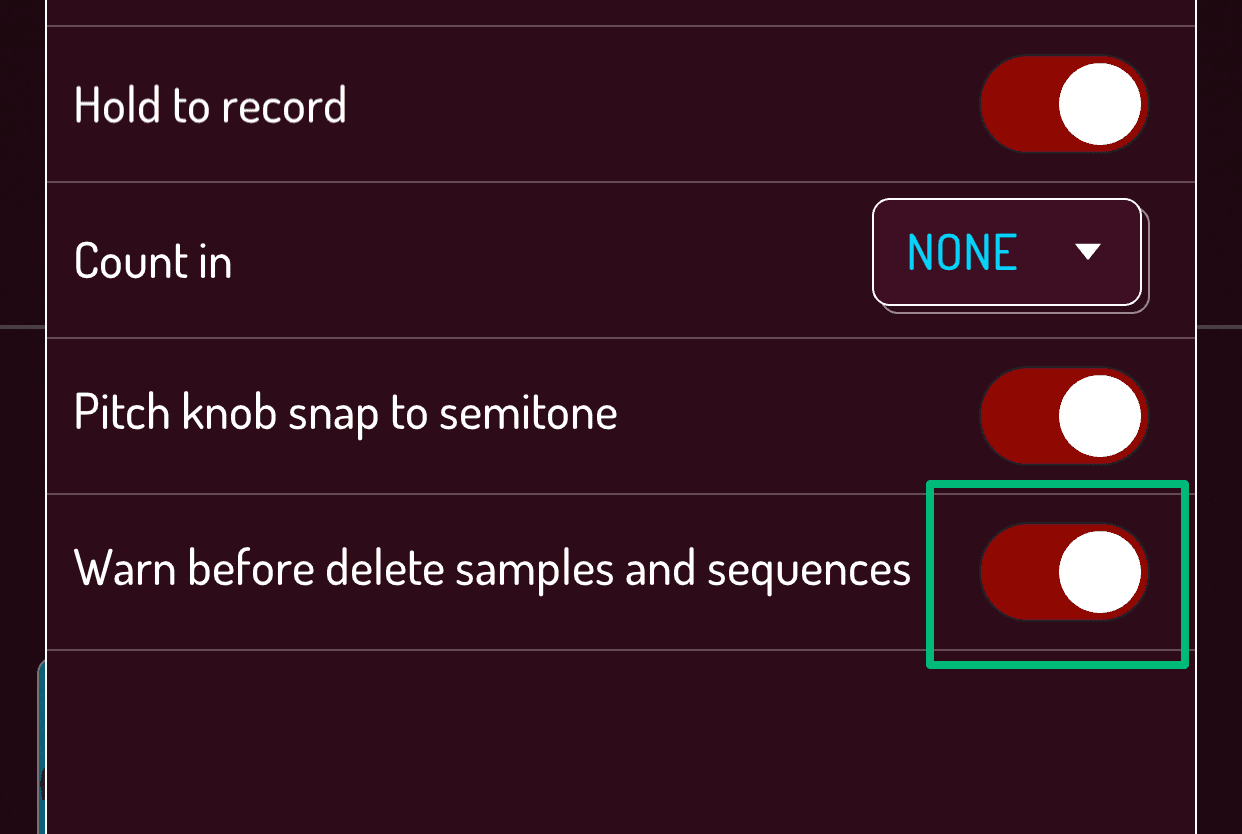 Hold to record
Count in NONE
Pitch knob snap to semitone
Warn before delete samples and sequences